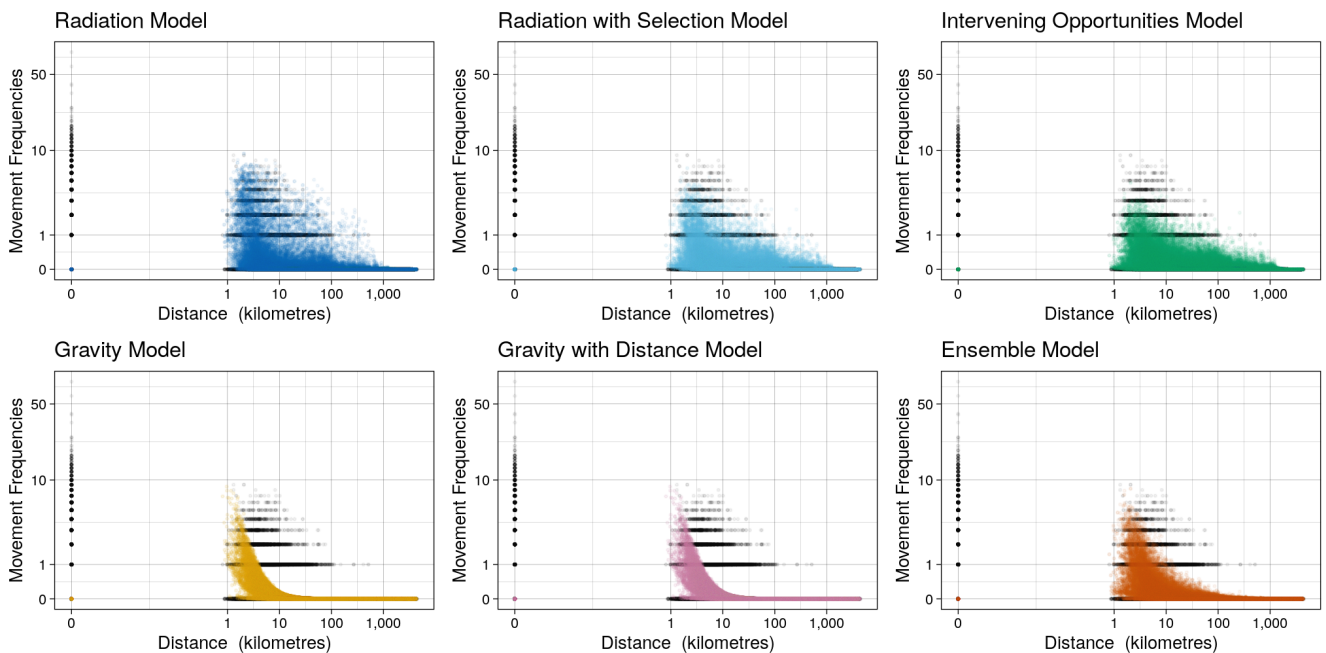 Radiation Model
Movement Frequencies
50
10
1
0
0 1 10 100 1,000
Distance (kilometres)
Radiation with Selection Model
Movement Frequencies
50
10
1
0
0 1 10 100 1,000
Distance (kilometres)
Intervening Opportunities Model
Movement Frequencies
50
10
1
0
0 1 10 100 1,000
Distance (kilometres)
Gravity Model
Movement Frequencies
50
10
1
0
0 1 10 100 1,000
Distance (kilometres)
Gravity with Distance Model
Movement Frequencies
50
10
1
0
0 1 10 100 1,000
Distance (kilometres)
Ensemble Model
Movement Frequencies
50
10
1
0
0 1 10 100 1,000
Distance (kilometres)